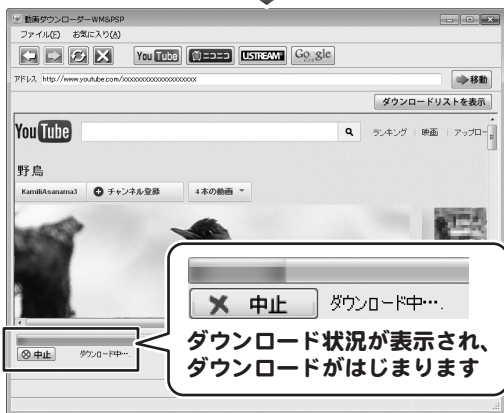 動画ダウンローダーWM&PSP
ファイル(F) お気に入り(A)
You Tube ニコニコ USTREAM Google
アドレス http://www.youtube.com/xxxxxxxxxxxxxxxxxxxx 移動
ダウンロードリストを表示
You Tube ランキング 映画 アップロー
野鳥
KamiliAsanama3 チャンネル登録 4本の動画
中止 ダウンロード中….
中止 ダウンロード中….
ダウンロード状況が表示され、
ダウンロードがはじまります